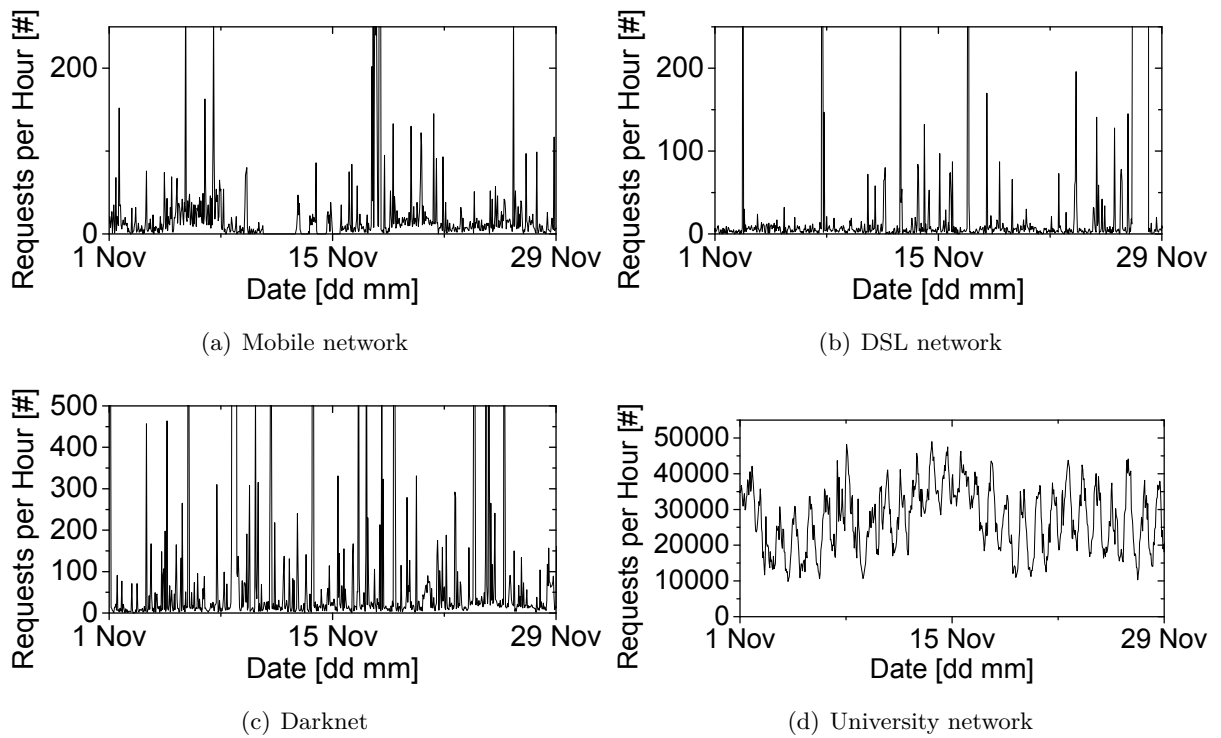 Requests per Hour [#]
200
100
0
1 Nov
15 Nov
29 Nov
Date [dd mm]
(a) Mobile network
Requests per Hour [#]
200
100
0
1 Nov
15 Nov
29 Nov
Date [dd mm]
(b) DSL network
Requests per Hour [#]
500
400
300
200
100
0
1 Nov
15 Nov
29 Nov
Date [dd mm]
(c) Darknet
Requests per Hour [#]
50000
40000
30000
20000
10000
0
1 Nov
15 Nov
29 Nov
Date [dd mm]
(d) University network